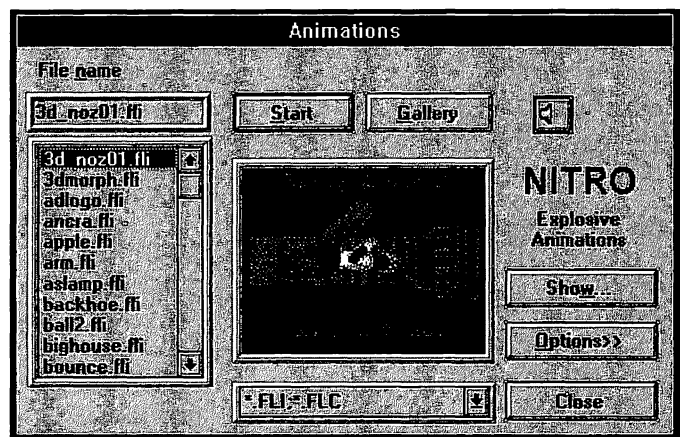 Animations
File name
3d_noz01.fli
Start
Gallery
3d_noz01.fli
3dmorph.fli
adlogo.fli
ancra.fli
apple.fli
arm.fli
aslamp.fli
backhoe.fli
ball2.fli
bighouse.fli
bounce.fli
NITRO
Explosive
Animations
Show...
Options>>
*.FLI;*.FLC
Close